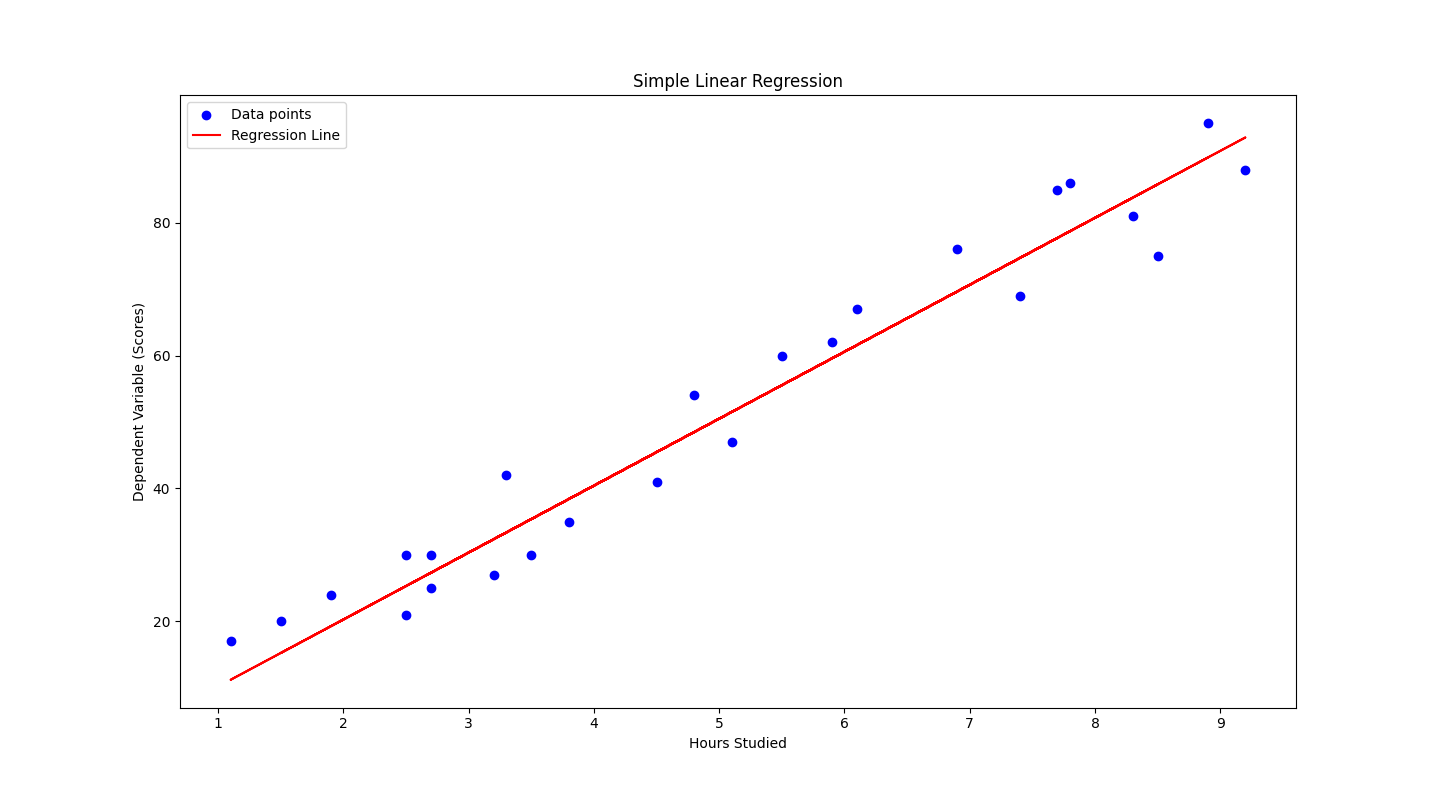 Simple Linear Regression
Data points
Regression Line
Dependent Variable (Scores)
80
60
40
20
1 2 3 4 5 6 7 8 9
Hours Studied